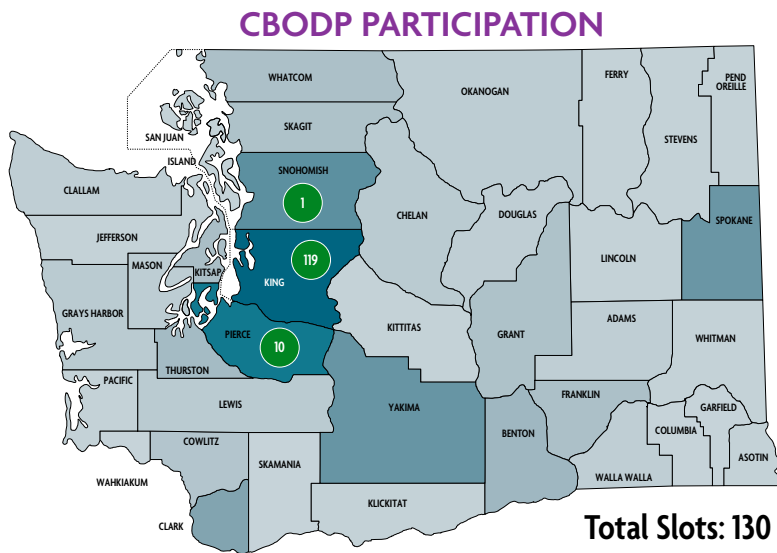 CBODP PARTICIPATION
WHATCOM
OKANOGAN
FERRY
PEND
OREILLE
SAN JUAN
SKAGIT
STEVENS
ISLAND
SNOHOMISH
CLALLAM
1
CHELAN
DOUGLAS
SPOKANE
JEFFERSON
MASON
KITSAP
KING
119
LINCOLN
GRAYS HARBOR
PIERCE
10
KITTITAS
GRANT
ADAMS
WHITMAN
THURSTON
PACIFIC
LEWIS
YAKIMA
FRANKLIN
GARFIELD
COWLITZ
BENTON
COLUMBIA
SKAMANIA
ASOTIN
WAHKIAKUM
WALLA WALLA
KLICKITAT
CLARK
Total Slots: 130